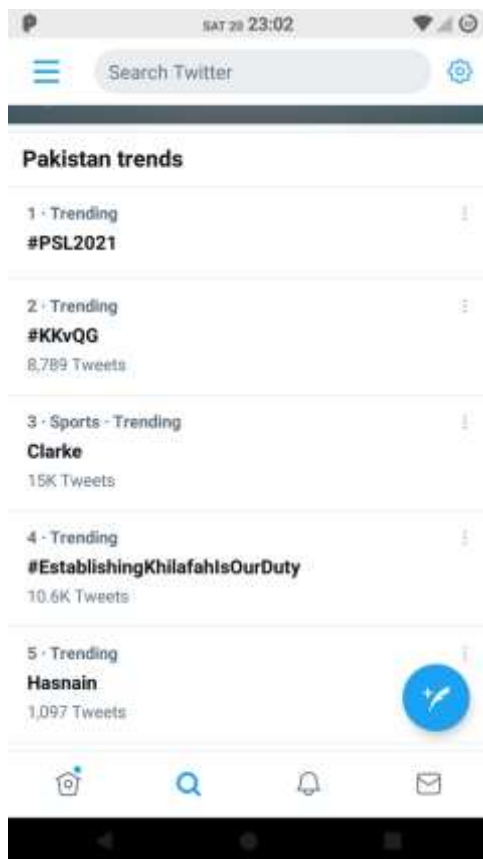 SAT 20 23:02
Search Twitter
Pakistan trends
1 · Trending
#PSL2021
2 · Trending
#KKvQG
8,789 Tweets
3 · Sports · Trending
Clarke
15K Tweets
4 · Trending
#EstablishingKhilafahIsOurDuty
10.6K Tweets
5 · Trending
Hasnain
1,097 Tweets